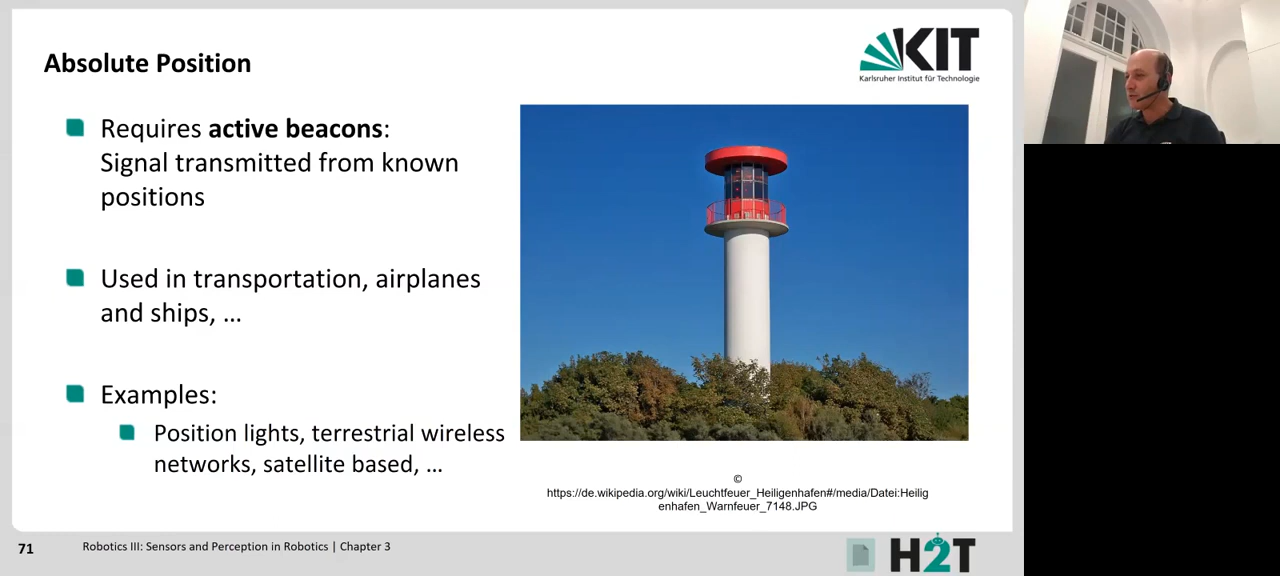 Absolute Position
KIT
Karlsruher Institut für Technologie
Requires active beacons:
Signal transmitted from known
positions
Used in transportation, airplanes
and ships, …
Examples:
Position lights, terrestrial wireless
networks, satellite based, …
©
https://de.wikipedia.org/wiki/Leuchtfeuer_Heiligenhafen#/media/Datei:Heilig
enhafen_Warnfeuer_7148.JPG
71
Robotics III: Sensors and Perception in Robotics | Chapter 3
H2T